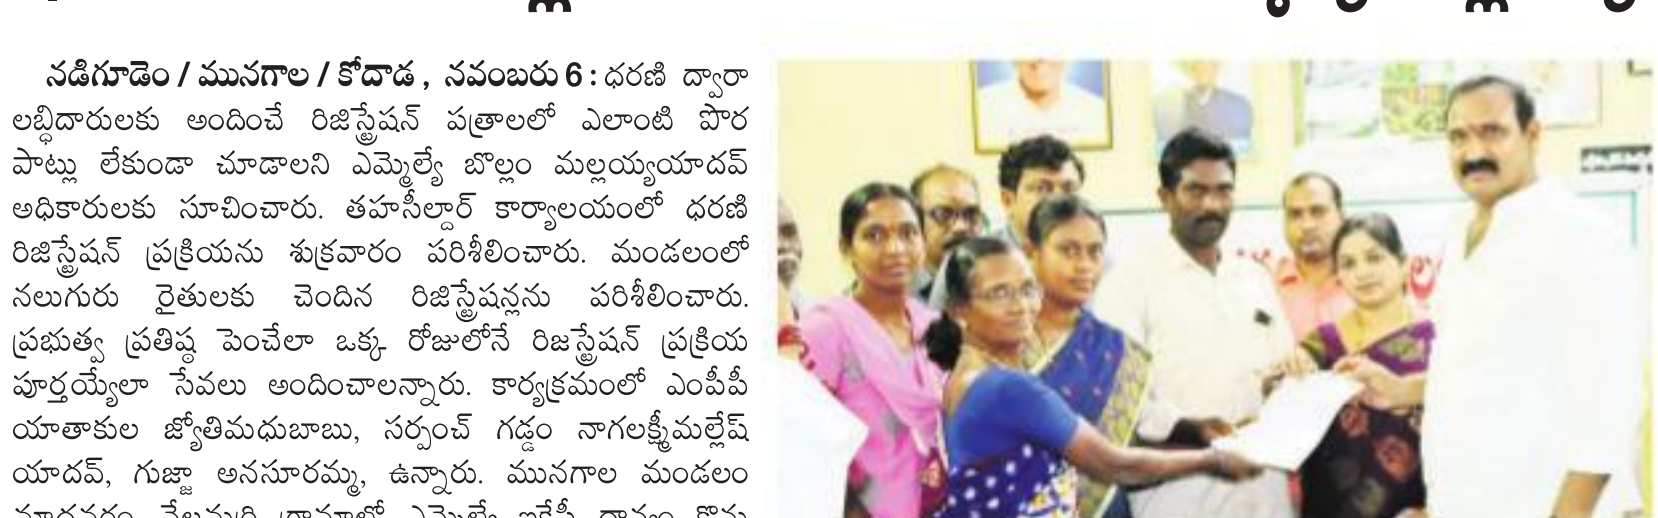 నడిగూడెం / మునగాల / కోదాడ , నవంబరు 6 : ధరణి ద్వారా
లబ్ధిదారులకు అందించే రిజిస్ట్రేషన్ పత్రాలలో ఎలాంటి పొర
పాట్లు లేకుండా చూడాలని ఎమ్మెల్యే బొల్లం మల్లయ్యయాదవ్
అధికారులకు సూచించారు. తహసీల్దార్ కార్యాలయంలో ధరణి
రిజిస్ట్రేషన్ ప్రక్రియను శుక్రవారం పరిశీలించారు. మండలంలో
నలుగురు రైతులకు చెందిన రిజిస్ట్రేషన్లను పరిశీలించారు.
ప్రభుత్వ ప్రతిష్ఠ పెంచేలా ఒక్క రోజులోనే రిజస్ట్రేషన్ ప్రక్రియ
పూర్తయ్యేలా సేవలు అందించాలన్నారు. కార్యక్రమంలో ఎంపీపీ
యాతాకుల జ్యోతిమధుబాబు, సర్పంచ్ గడ్డం నాగలక్ష్మీమల్లేష్
యాదవ్, గుజ్జా అనసూరమ్మ, ఉన్నారు. మునగాల మండలం